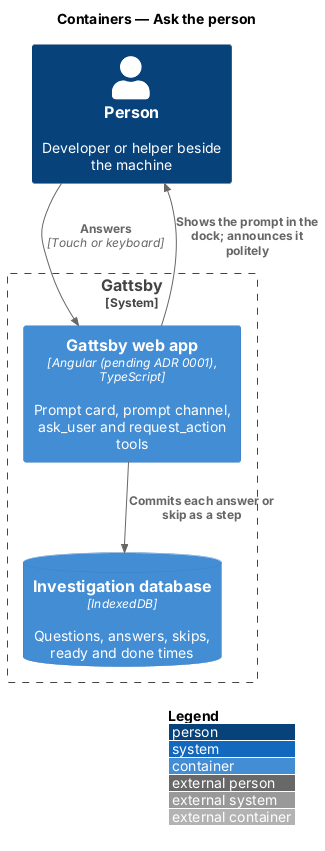 Containers — Ask the person
Person
Developer or helper beside
the machine
Answers
[Touch or keyboard]
Shows the prompt in the
dock; announces it
politely
Gattsby
[System]
Gattsby web app
[Angular (pending ADR 0001),
TypeScript]
Prompt card, prompt channel,
ask_user and request_action
tools
Commits each answer or
skip as a step
Investigation database
[IndexedDB]
Questions, answers, skips,
ready and done times
Legend
person
system
container
external person
external system
external container